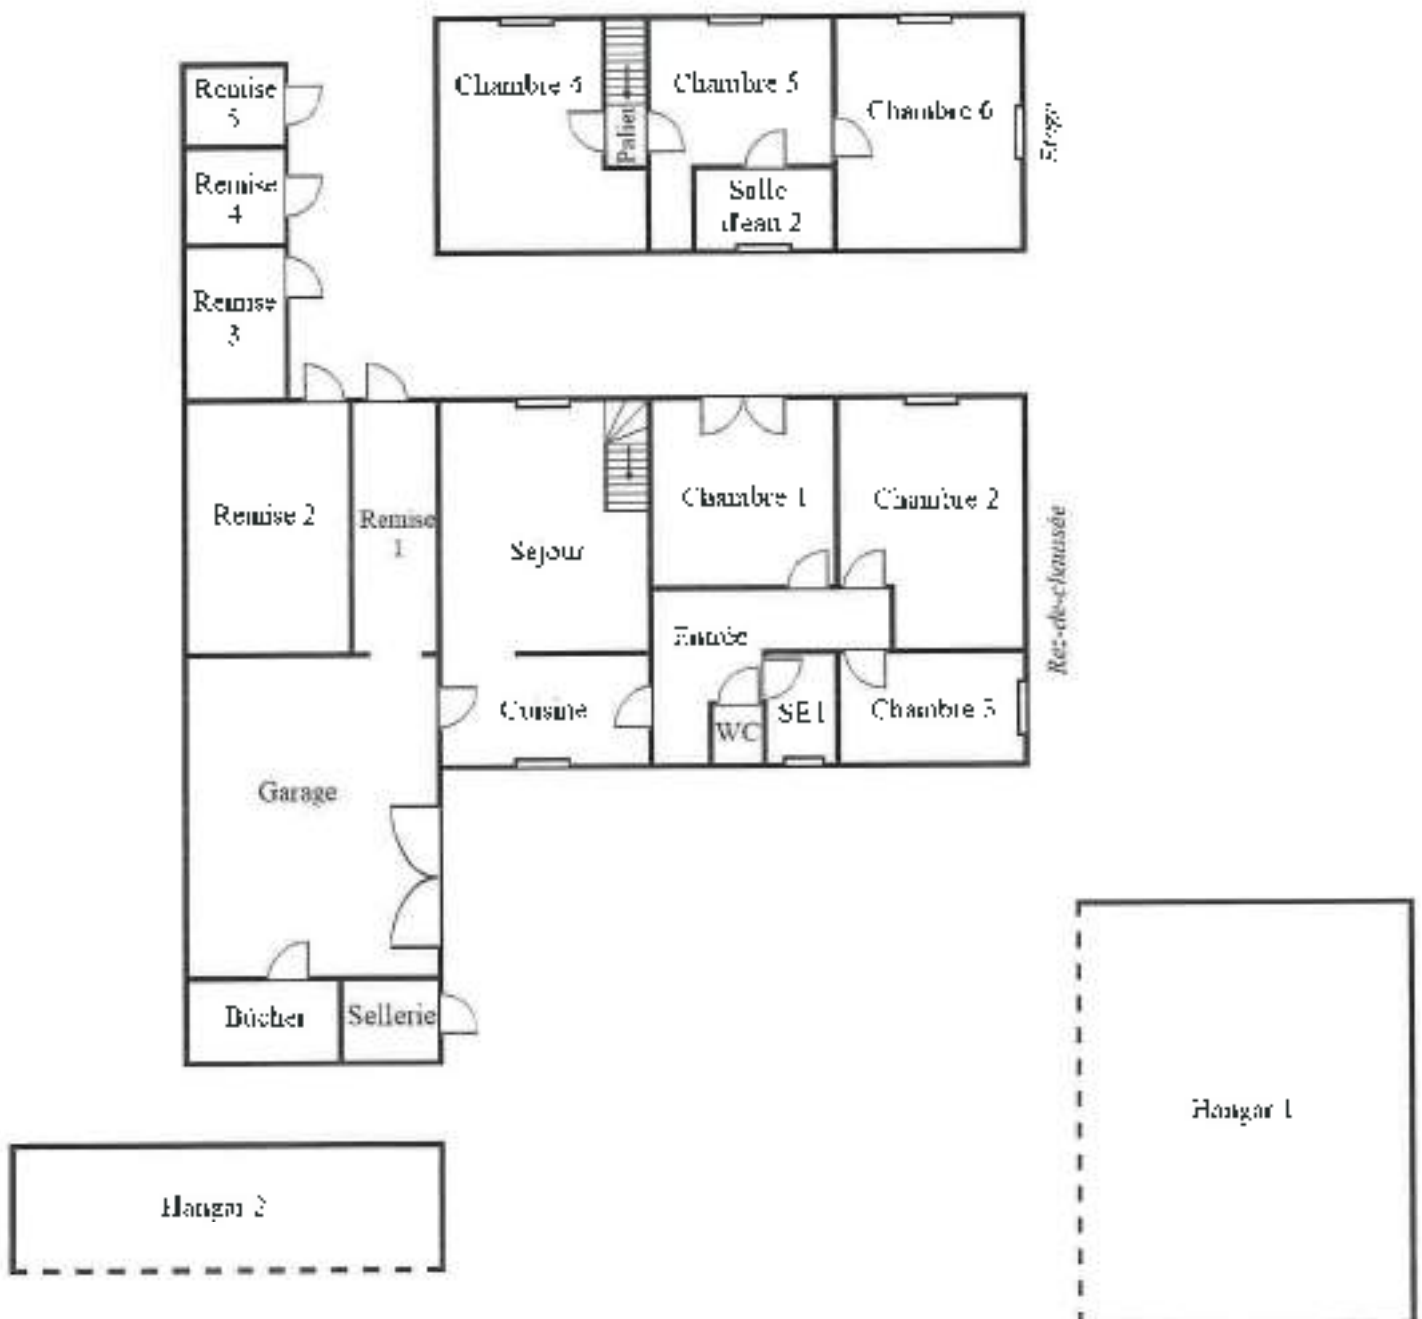 Remise
5
Remise
4
Remise
3
Chambre 4
Palier
Chambre 5
Salle
d'eau 2
Chambre 6
Etage
Remise 2
Remise
1
Séjour
Chambre 1
Chambre 2
Entrée
Cuisine
WC
SE1
Chambre 3
Rez-de-chaussée
Garage
Bûcher
Sellerie
Hangar 1
Hangar 2